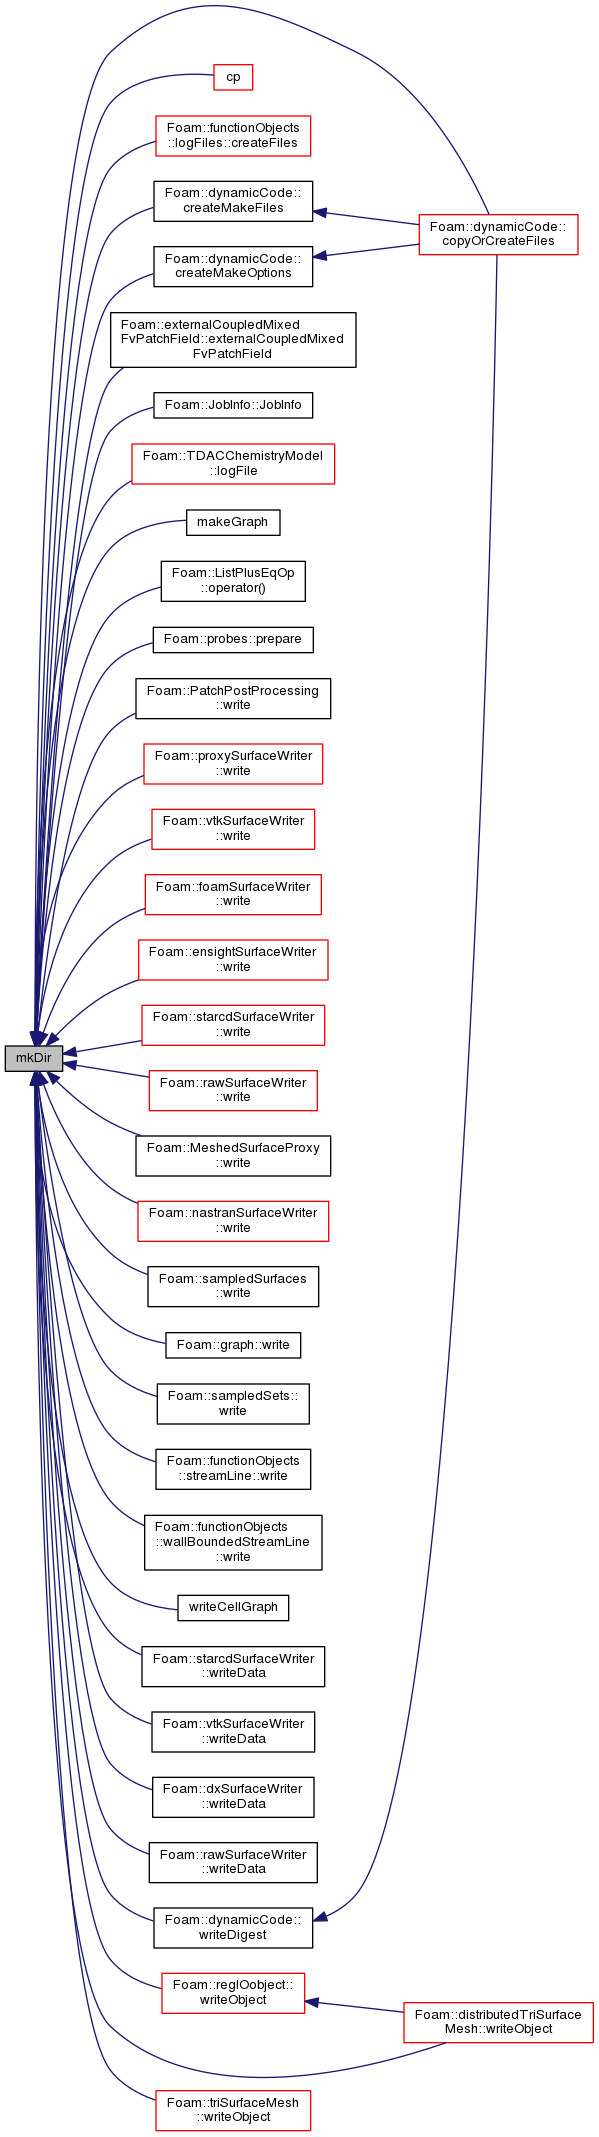 cp
Foam::functionObjects
::logFiles::createFiles
Foam::dynamicCode::
createMakeFiles
Foam::dynamicCode::
copyOrCreateFiles
Foam::dynamicCode::
createMakeOptions
Foam::externalCoupledMixed
FvPatchField::externalCoupledMixed
FvPatchField
Foam::JobInfo::JobInfo
Foam::TDACChemistryModel
::logFile
makeGraph
Foam::ListPlusEqOp
::operator()
Foam::probes::prepare
Foam::PatchPostProcessing
::write
Foam::proxySurfaceWriter
::write
Foam::vtkSurfaceWriter
::write
Foam::foamSurfaceWriter
::write
Foam::ensightSurfaceWriter
::write
Foam::starcdSurfaceWriter
::write
mkDir
Foam::rawSurfaceWriter
::write
Foam::MeshedSurfaceProxy
::write
Foam::nastranSurfaceWriter
::write
Foam::sampledSurfaces
::write
Foam::graph::write
Foam::sampledSets::
write
Foam::functionObjects
::streamLine::write
Foam::functionObjects
::wallBoundedStreamLine
::write
writeCellGraph
Foam::starcdSurfaceWriter
::writeData
Foam::vtkSurfaceWriter
::writeData
Foam::dxSurfaceWriter
::writeData
Foam::rawSurfaceWriter
::writeData
Foam::dynamicCode::
writeDigest
Foam::regIOobject::
writeObject
Foam::distributedTriSurface
Mesh::writeObject
Foam::triSurfaceMesh
::writeObject